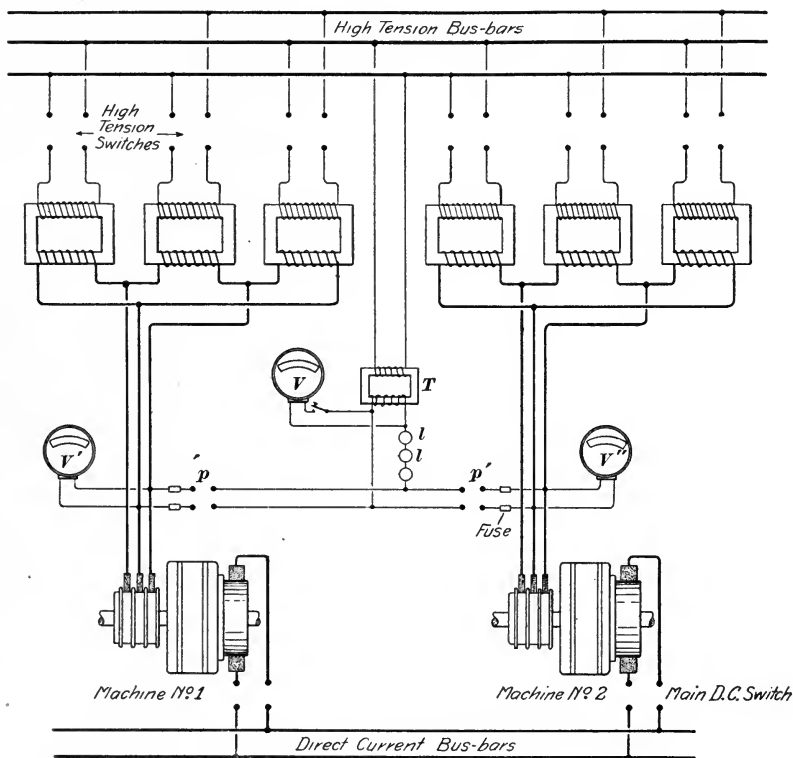 High Tension Bus-bars
High
Tension
Switches
V
T
l
l
V'
'p
p'
V"
Fuse
Machine Nº 1
Machine Nº 2
Main D.C. Switch
Direct Current Bus-bars